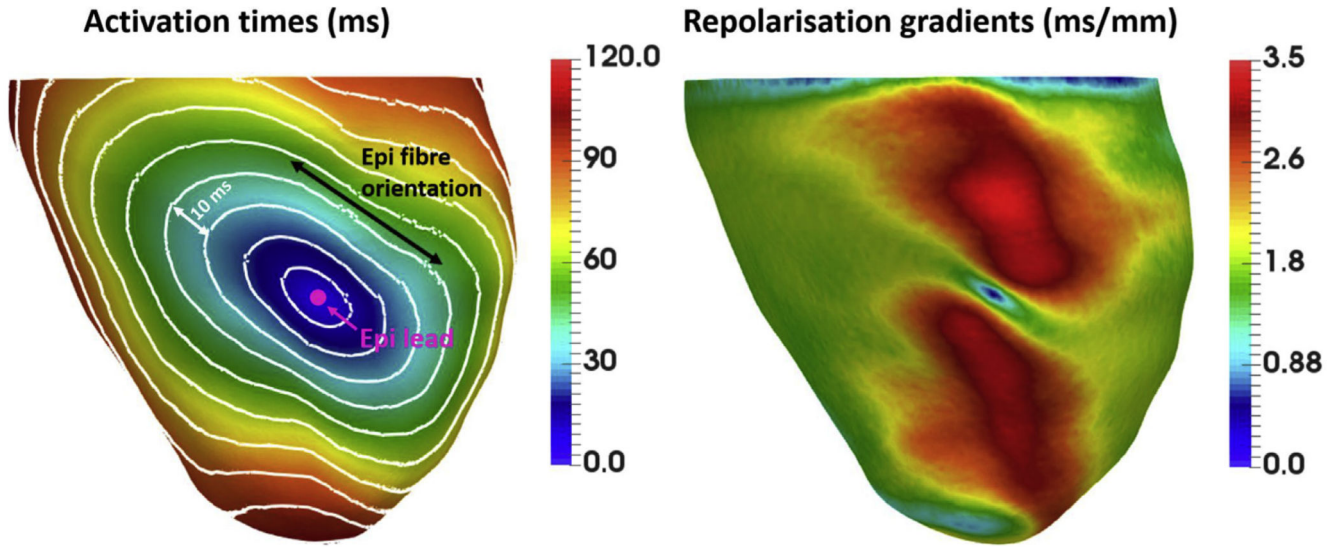 Activation times (ms)
Repolarisation gradients (ms/mm)
120.0
90
60
30
0.0
Epi fibre
orientation
10 ms
Epi lead
3.5
2.6
1.8
0.88
0.0